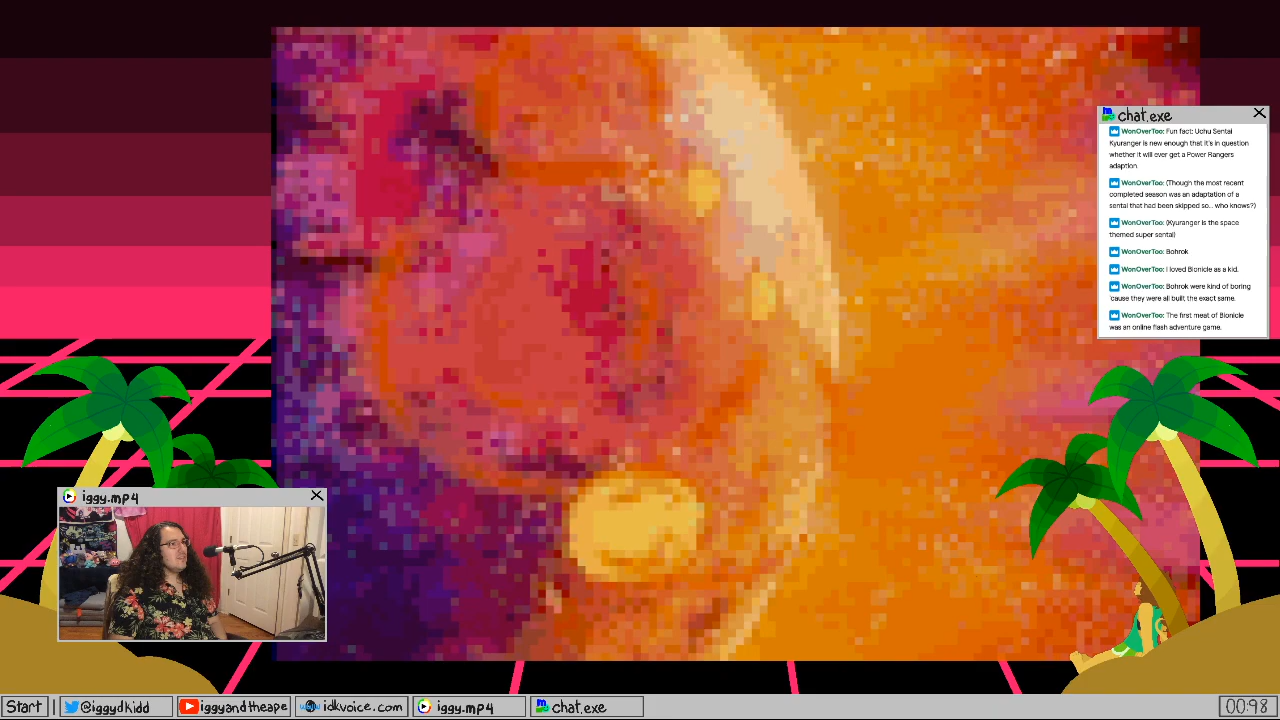 chat.exe
WonOverToo: Fun fact: Uchu Sentai
Kyuranger is new enough that it's in question
whether it will ever get a Power Rangers
adaption.
WonOverToo: (Though the most recent
completed season was an adaptation of a
sentai that had been skipped so... who knows?)
WonOverToo: (Kyuranger is the space
themed super sentai)
WonOverToo: Bohrok
WonOverToo: I loved Bionicle as a kid.
WonOverToo: Bohrok were kind of boring
'cause they were all built the exact same.
WonOverToo: The first meat of Bionicle
was an online flash adventure game.
iggy.mp4
Start
@iggydkidd
iggyandtheape
idkvoice.com
iggy.mp4
chat.exe
00:98